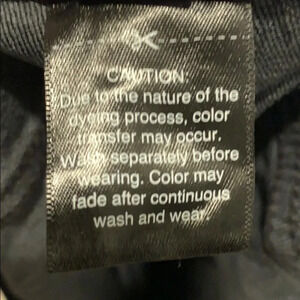 CAUTION:
Due to the nature of the
dyeing process, color
transfer may occur.
Wash separately before
wearing. Color may
fade after continuous
wash and wear.